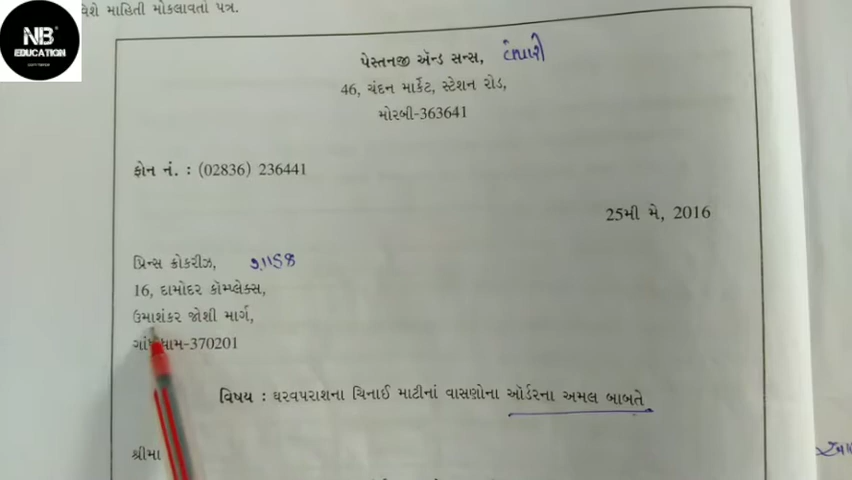 વિશે માહિતી મોકલાવતો પત્ર.
NB
EDUCATION
પેસ્તનજી ઍન્ડ સન્સ, વેપારી
46, ચંદન માર્કેટ, સ્ટેશન રોડ,
મોરબી-363641
ફોન નં. : (02836) 236441
25મી મે, 2016
પ્રિન્સ ક્રોકરીઝ, ગ્રાહક
16, દામોદર કૉમ્પ્લેક્સ,
ઉમાશંકર જોશી માર્ગ,
ગાંધીધામ-370201
વિષય : ઘરવપરાશના ચિનાઈ માટીનાં વાસણોના ઑર્ડરના અમલ બાબતે
શ્રીમા